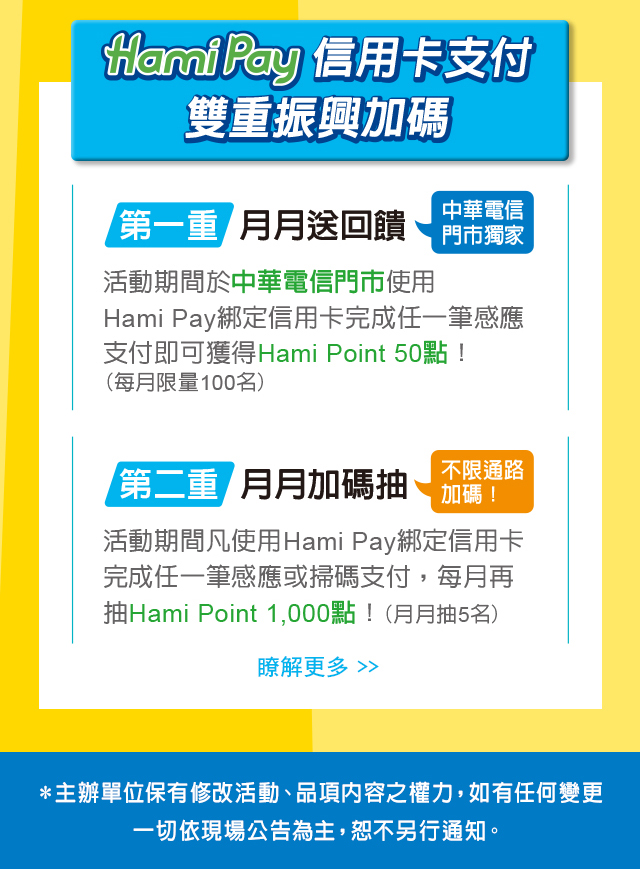 Hami Pay 信用卡支付
雙重振興加碼
第一重 月月送回饋 中華電信
門市獨家
活動期間於中華電信門市使用
Hami Pay綁定信用卡完成任一筆感應
支付即可獲得Hami Point 50點！
（每月限量100名）
第二重 月月加碼抽 不限通路
加碼！
活動期間凡使用Hami Pay綁定信用卡
完成任一筆感應或掃碼支付，每月再
抽Hami Point 1,000點！（月月抽5名）
瞭解更多 >>
＊主辦單位保有修改活動、品項內容之權力，如有任何變更
一切依現場公告為主，恕不另行通知。